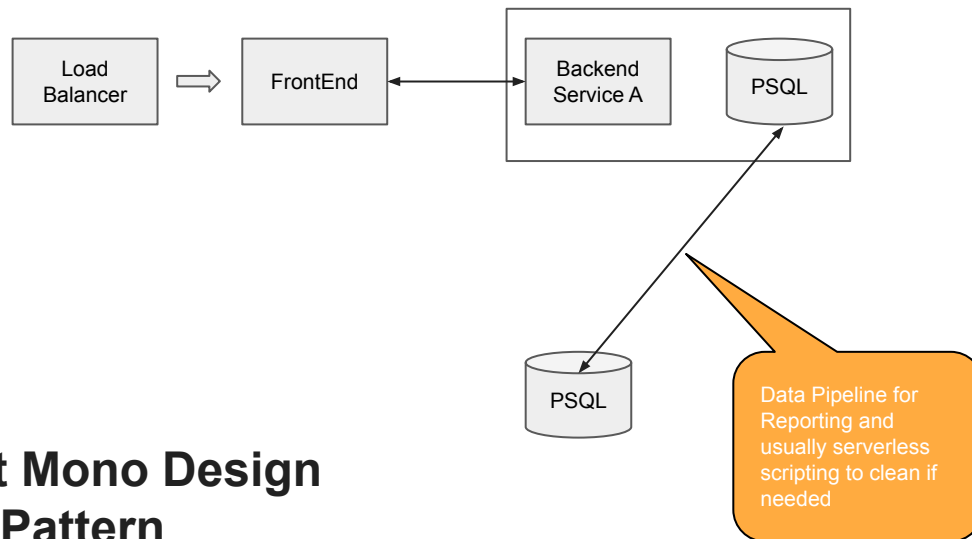 Load
Balancer
FrontEnd
Backend
Service A
PSQL
PSQL
Data Pipeline for
Reporting and
usually serverless
scripting to clean if
needed
t Mono Design
Pattern